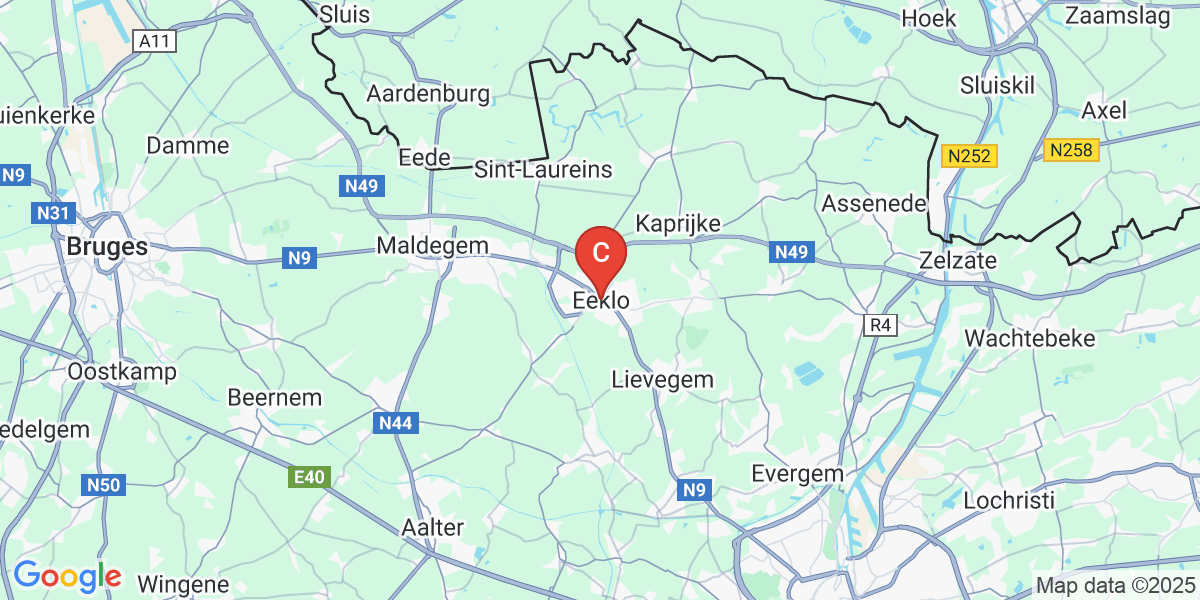 Sluis
Hoek
Zaamslag
A11
Sluiskil
Aardenburg
Axel
uienkerke
Damme
N258
N252
Eede
Sint-Laureins
N9
N49
N31
Assenede
Kaprijke
Bruges
Maldegem
C
N9
N49
Zelzate
Eeklo
R4
Wachtebeke
Oostkamp
Lievegem
Beernem
N44
edelgem
E40
Evergem
N50
N9
Lochristi
Aalter
Google
Wingene
Map data ©2025